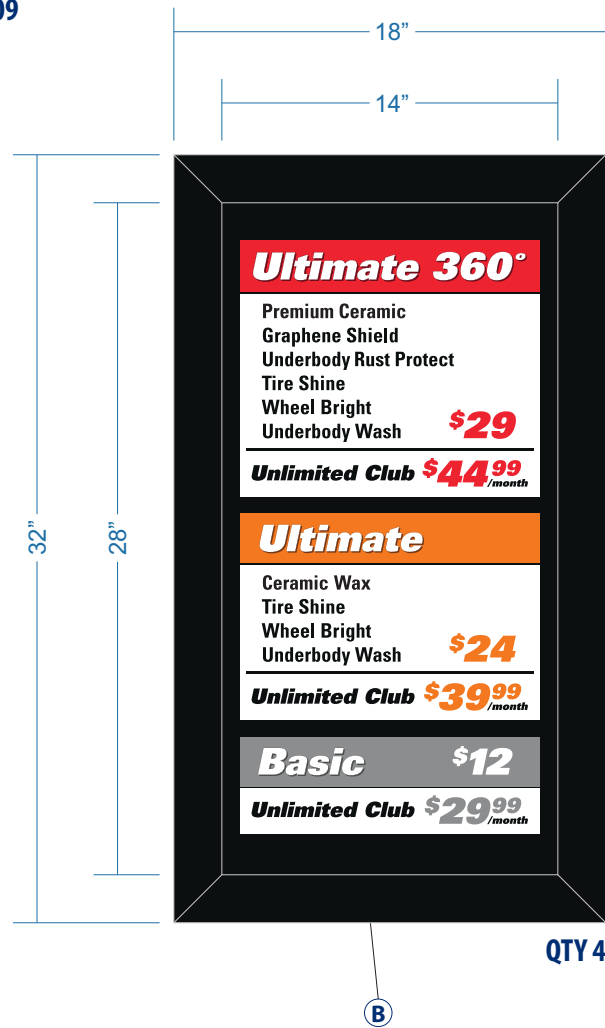 09
18”
14”
32”
28”
Ultimate 360°
Premium Ceramic
Graphene Shield
Underbody Rust Protect
Tire Shine
Wheel Bright
Underbody Wash $29
Unlimited Club $44.99/month
Ultimate
Ceramic Wax
Tire Shine
Wheel Bright
Underbody Wash $24
Unlimited Club $39.99/month
Basic $12
Unlimited Club $29.99/month
QTY 4
B